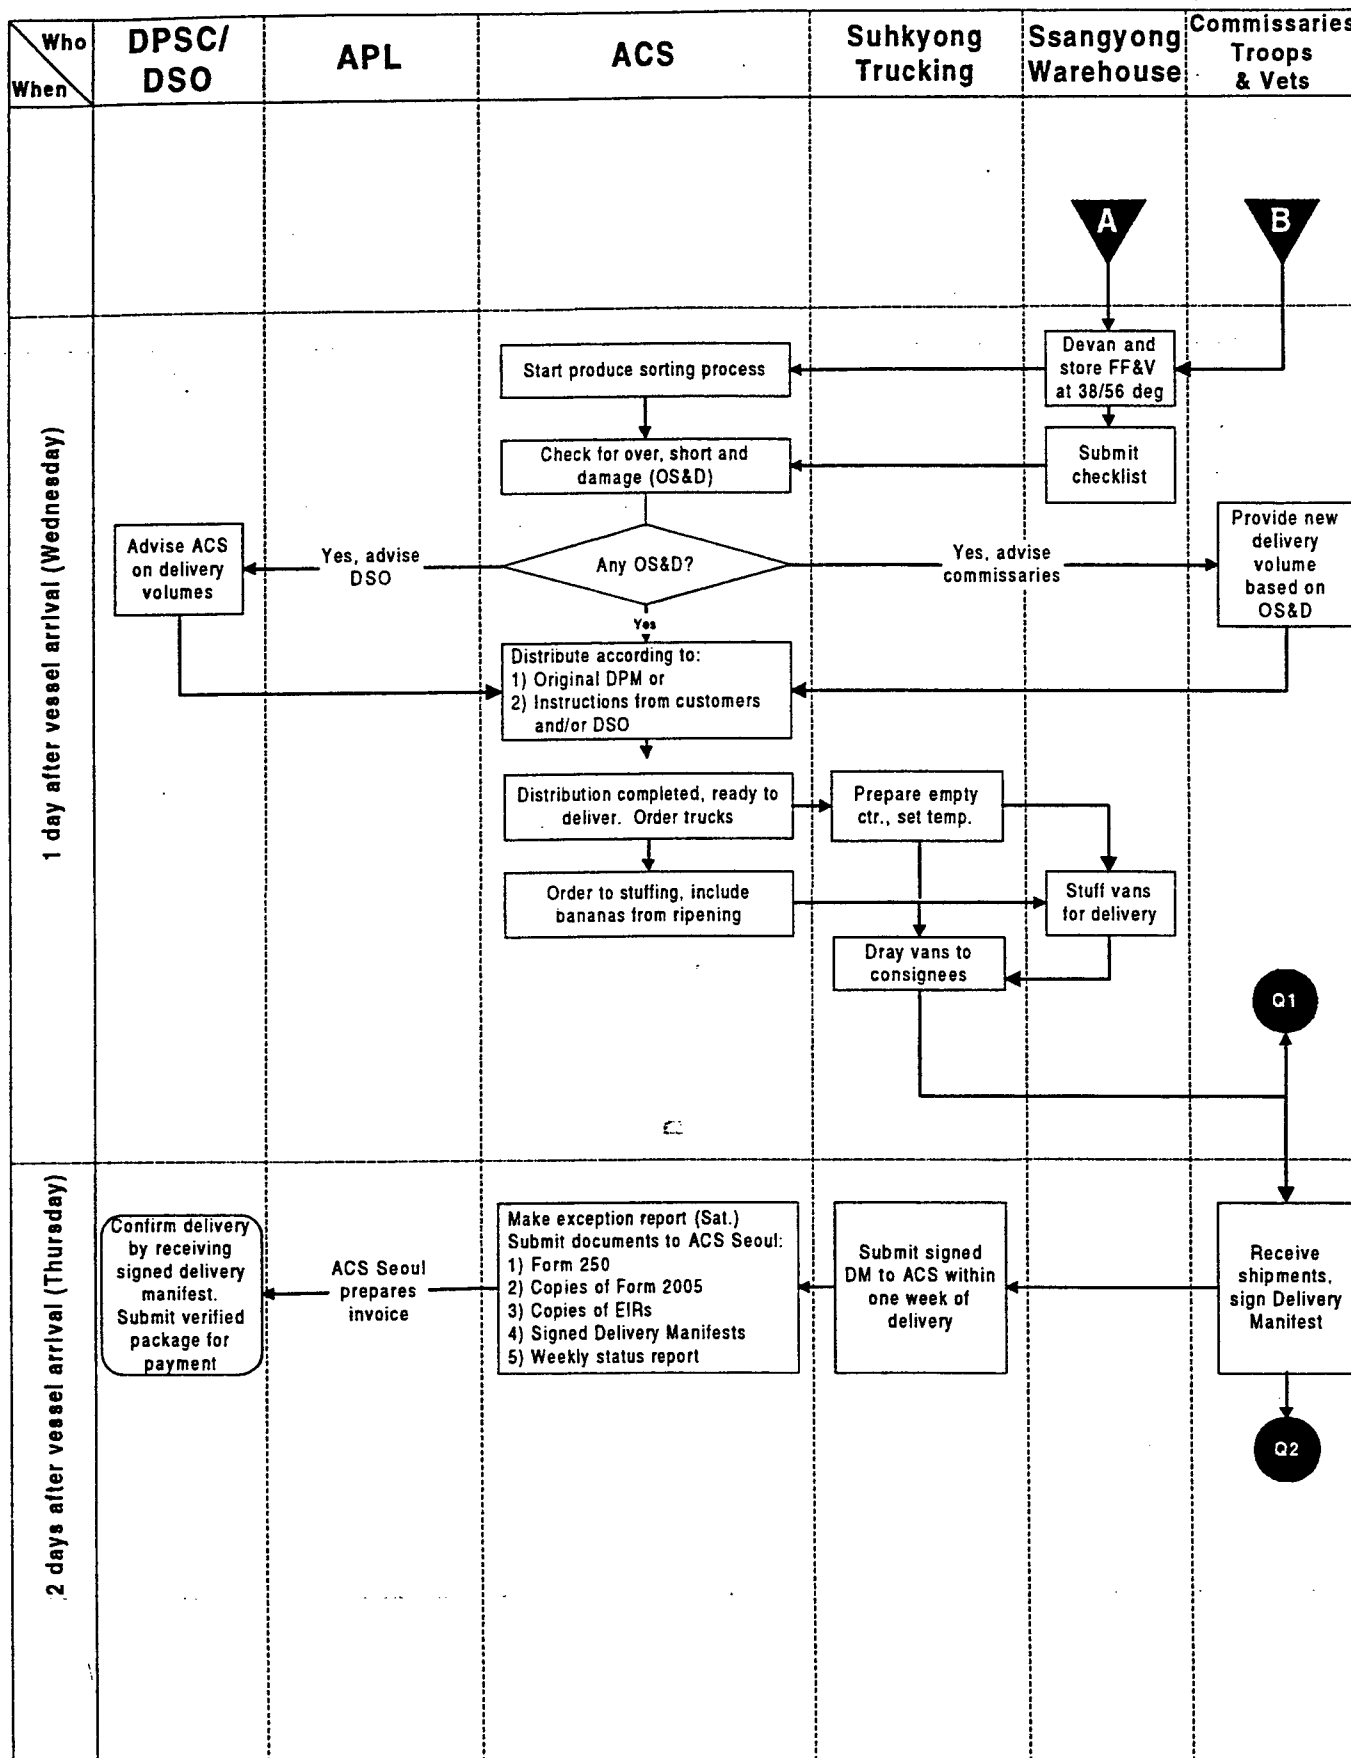 Who
When
DPSC/
DSO
APL
ACS
Suhkyong
Trucking
Ssangyong
Warehouse
Commissaries
Troops
& Vets
A
B
1 day after vessel arrival (Wednesday)
Start produce sorting process
Devan and
store FF&V
at 38/56 deg
Check for over, short and
damage (OS&D)
Submit
checklist
Advise ACS
on delivery
volumes
Yes, advise
DSO
Any OS&D?
Yes, advise
commissaries
Provide new
delivery
volume
based on
OS&D
Yes
Distribute according to:
1) Original DPM or
2) Instructions from customers
and/or DSO
Distribution completed, ready to
deliver. Order trucks
Prepare empty
ctr., set temp.
Order to stuffing, include
bananas from ripening
Stuff vans
for delivery
Dray vans to
consignees
Q1
2 days after vessel arrival (Thursday)
Confirm delivery
by receiving
signed delivery
manifest.
Submit verified
package for
payment
ACS Seoul
prepares
invoice
Make exception report (Sat.)
Submit documents to ACS Seoul:
1) Form 250
2) Copies of Form 2005
3) Copies of EIRs
4) Signed Delivery Manifests
5) Weekly status report
Submit signed
DM to ACS within
one week of
delivery
Receive
shipments,
sign Delivery
Manifest
Q2